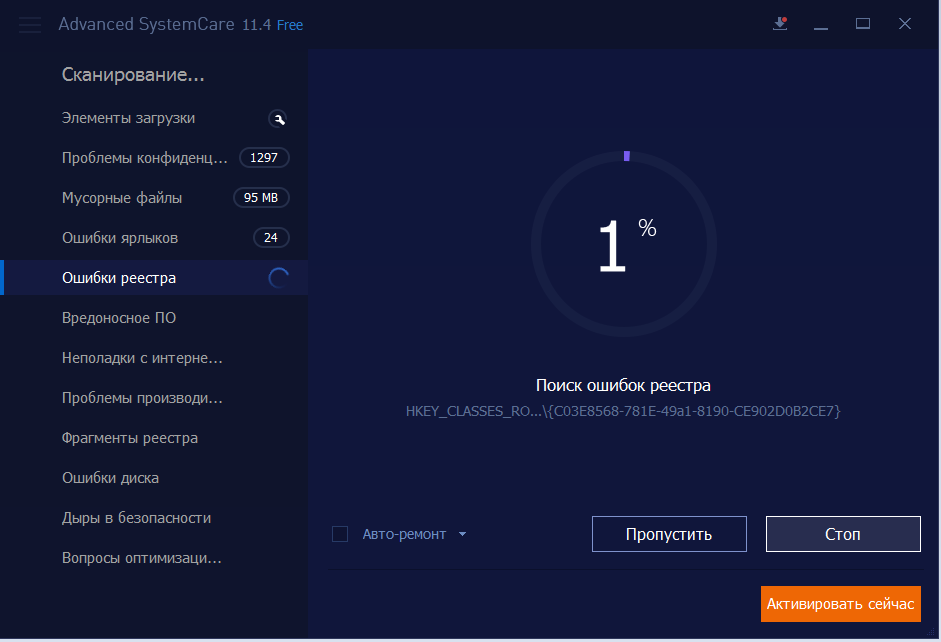 Advanced SystemCare 11.4 Free
Сканирование...
Элементы загрузки
Проблемы конфиденц... 1297
Мусорные файлы 95 MB
Ошибки ярлыков 24
Ошибки реестра
Вредоносное ПО
Неполадки с интерне...
Проблемы производи...
Фрагменты реестра
Ошибки диска
Дыры в безопасности
Вопросы оптимизаци...
1 %
Поиск ошибок реестра
HKEY_CLASSES_RO...\{C03E8568-781E-49a1-8190-CE902D0B2CE7}
Авто-ремонт
Пропустить
Стоп
Активировать сейчас